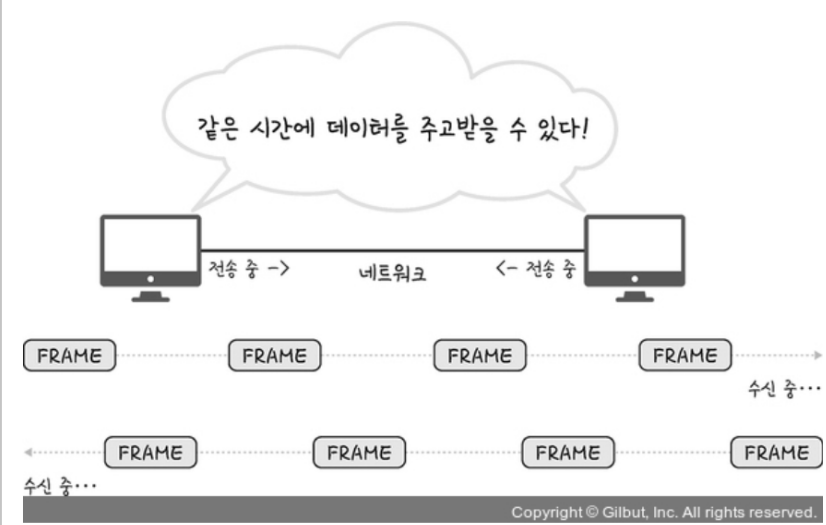 같은 시간에 데이터를 주고받을 수 있다!
전송 중 ->
네트워크
<- 전송 중
FRAME FRAME FRAME FRAME
수신 중···
FRAME FRAME FRAME FRAME
수신 중···
Copyright © Gilbut, Inc. All rights reserved.